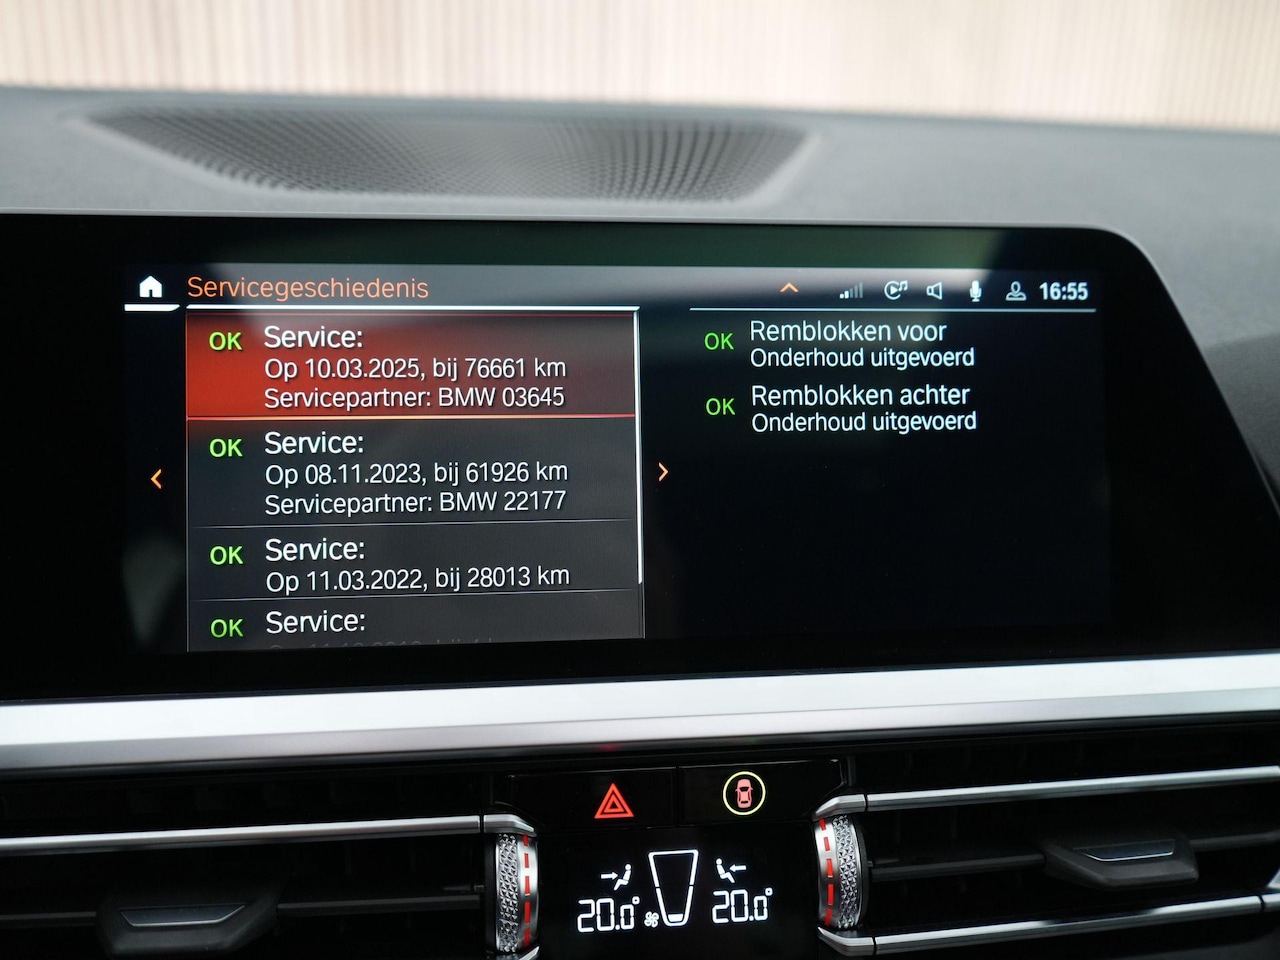 Servicegeschiedenis
16:55
OK Service:
Op 10.03.2025, bij 76661 km
Servicepartner: BMW 03645
OK Service:
Op 08.11.2023, bij 61926 km
Servicepartner: BMW 22177
OK Service:
Op 11.03.2022, bij 28013 km
OK Service:
OK Remblokken voor
Onderhoud uitgevoerd
OK Remblokken achter
Onderhoud uitgevoerd
20.0° 20.0°